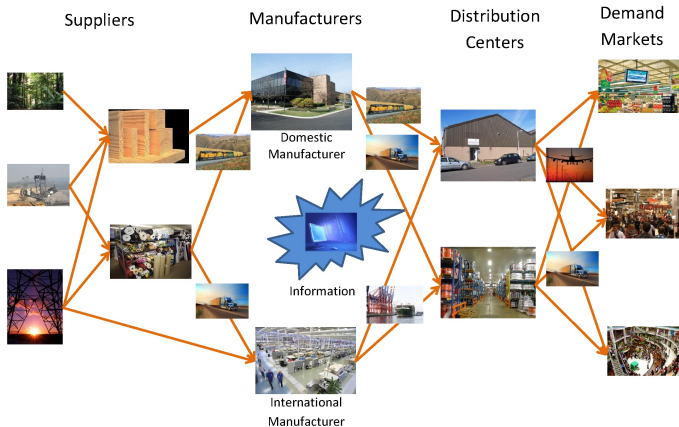 Suppliers
Manufacturers
Distribution
Centers
Demand
Markets
Domestic
Manufacturer
Information
International
Manufacturer